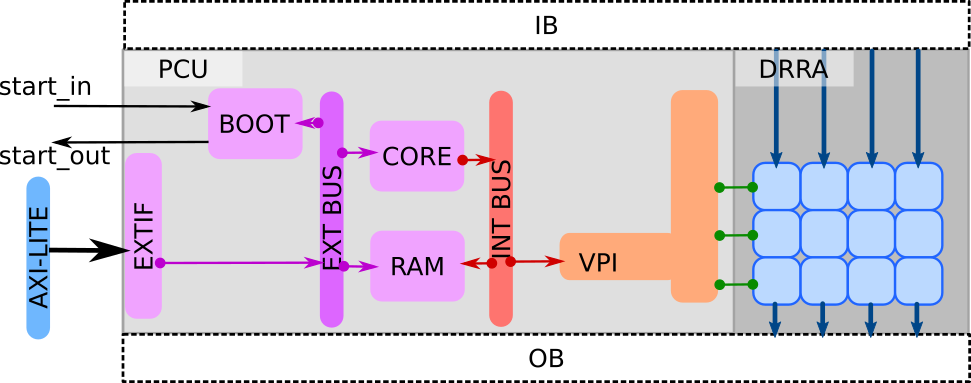 IB
PCU
DRRA
start_in
BOOT
start_out
CORE
EXT BUS
INT BUS
AXI-LITE
EXTIF
RAM
VPI
OB